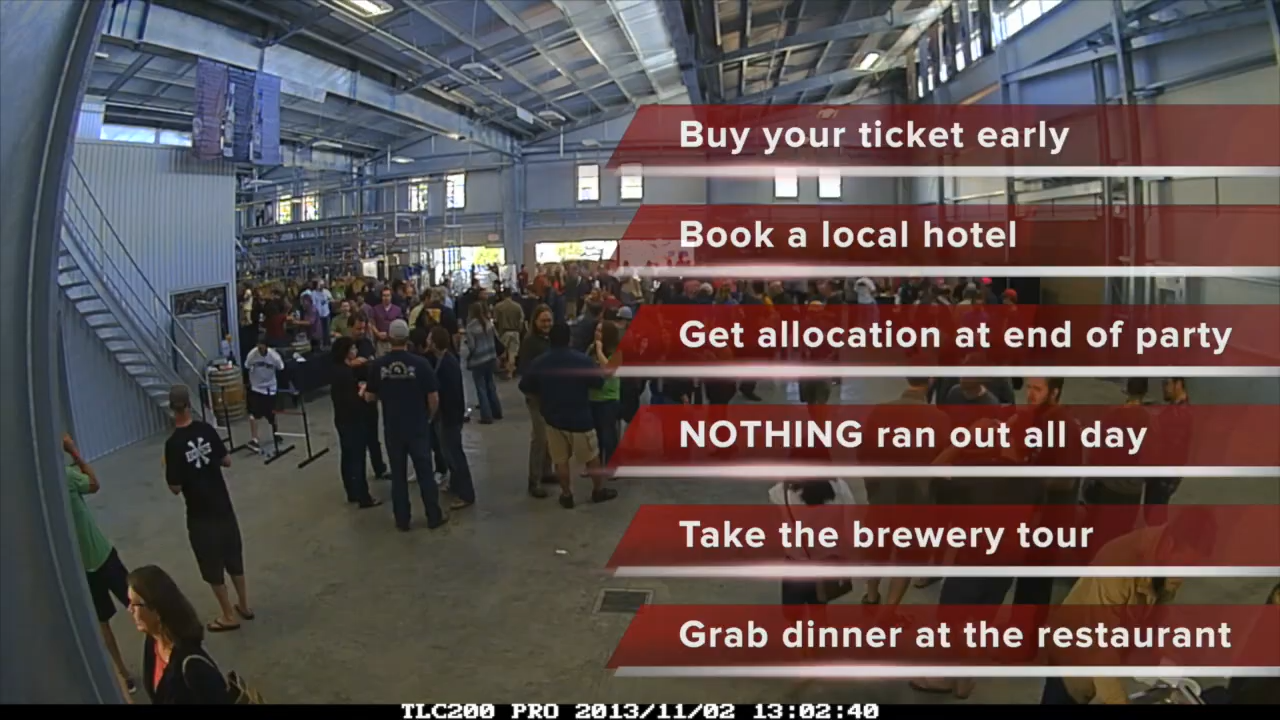 Buy your ticket early
Book a local hotel
Get allocation at end of party
NOTHING ran out all day
Take the brewery tour
Grab dinner at the restaurant
TLC200 PRO 2013/11/02 13:02:40